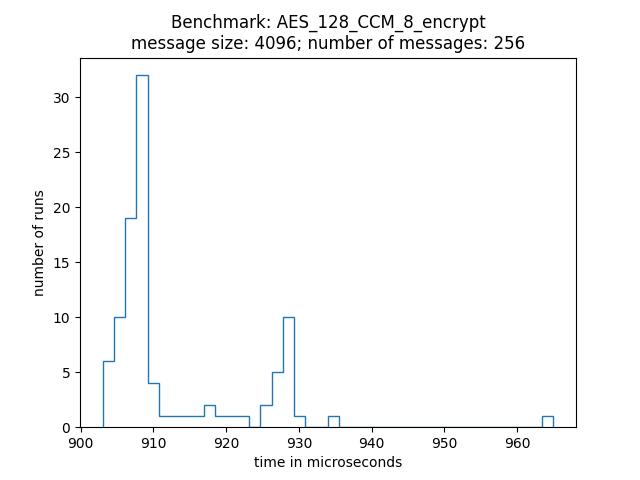 Benchmark: AES_128_CCM_8_encrypt
message size: 4096; number of messages: 256
30
25
20
15
10
5
0
number of runs
900 910 920 930 940 950 960
time in microseconds